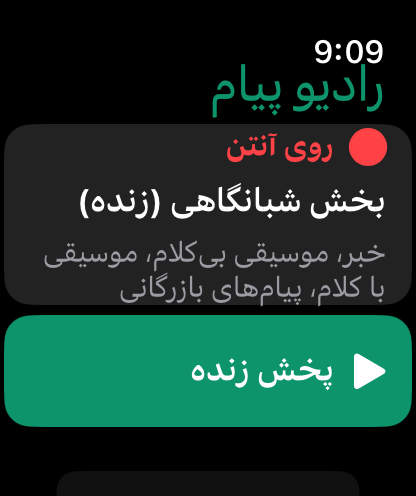 9:09
رادیو پیام
روی آنتن
بخش شبانگاهی (زنده)
خبر، موسیقی بی‌کلام، موسیقی
با کلام، پیام‌های بازرگانی
پخش زنده